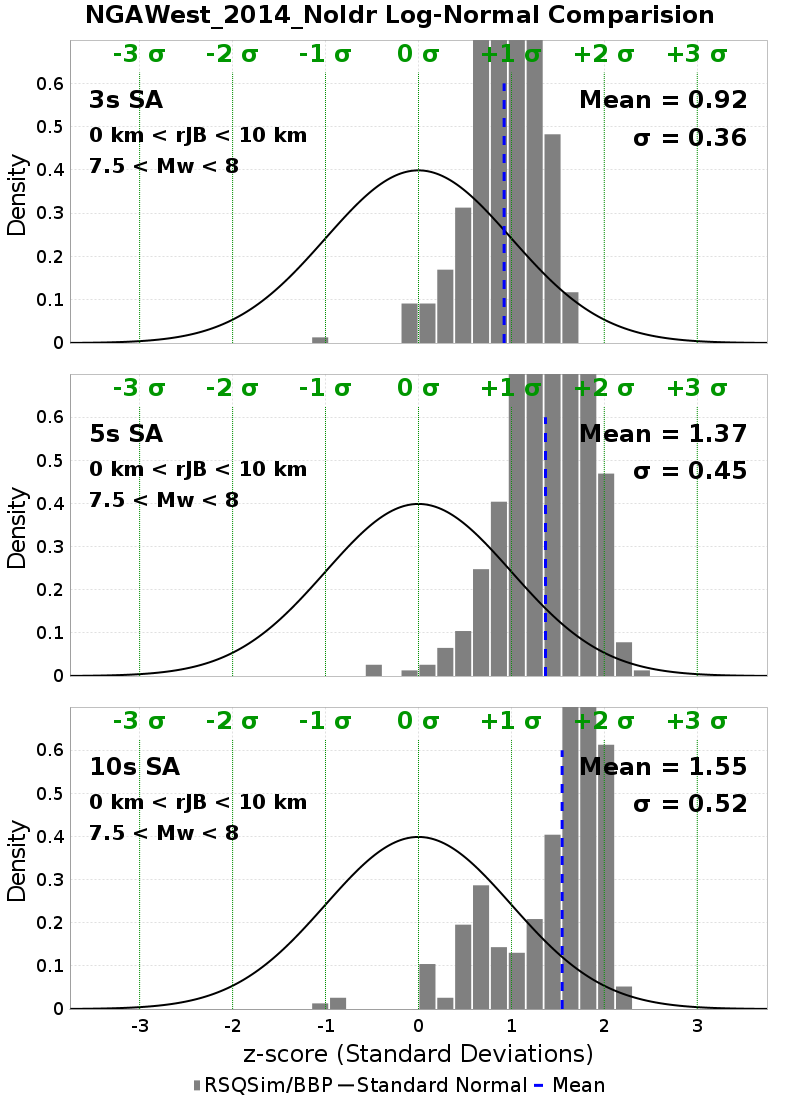 NGAWest_2014_NoIdr Log-Normal Comparision
-3 σ -2 σ -1 σ 0 σ +1 σ +2 σ +3 σ
3s SA
Mean = 0.92
0 km < rJB < 10 km
σ = 0.36
7.5 < Mw < 8
0.6
0.5
0.4
0.3
0.2
0.1
0
Density
-3 σ -2 σ -1 σ 0 σ +1 σ +2 σ +3 σ
5s SA
Mean = 1.37
0 km < rJB < 10 km
σ = 0.45
7.5 < Mw < 8
0.6
0.5
0.4
0.3
0.2
0.1
0
Density
-3 σ -2 σ -1 σ 0 σ +1 σ +2 σ +3 σ
10s SA
Mean = 1.55
0 km < rJB < 10 km
σ = 0.52
7.5 < Mw < 8
0.6
0.5
0.4
0.3
0.2
0.1
0
Density
-3 -2 -1 0 1 2 3
z-score (Standard Deviations)
RSQSim/BBP Standard Normal Mean